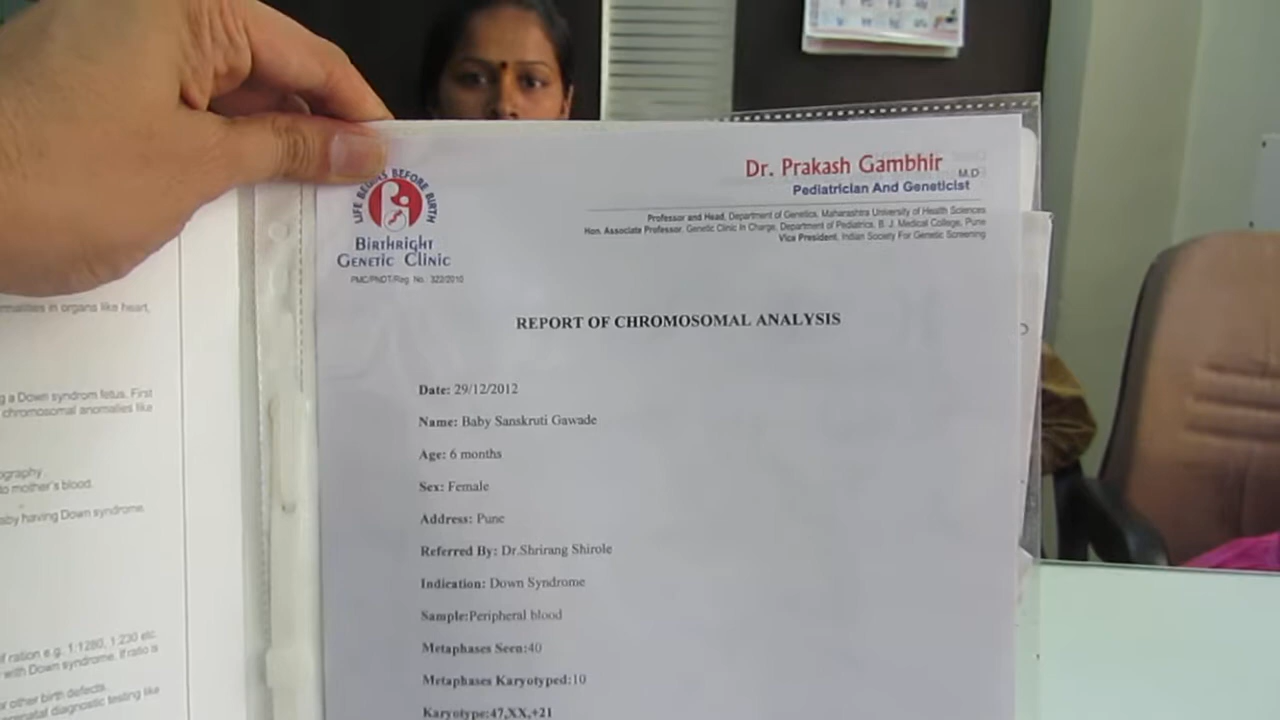 LIFE BEGINS BEFORE BIRTH
BIRTHRIGHT
GENETIC CLINIC
PMC/PNDT/Reg. No.: 322/2010
Dr. Prakash Gambhir
M.D
Pediatrician And Geneticist
Professor and Head, Department of Genetics, Maharashtra University of Health Sciences
Hon. Associate Professor, Genetic Clinic In Charge, Department of Pediatrics, B. J. Medical College, Pune
Vice President, Indian Society For Genetic Screening
REPORT OF CHROMOSOMAL ANALYSIS
Date: 29/12/2012
Name: Baby Sanskruti Gawade
Age: 6 months
Sex: Female
Address: Pune
Referred By: Dr.Shrirang Shirole
Indication: Down Syndrome
Sample:Peripheral blood
Metaphases Seen:40
Metaphases Karyotyped:10
Karyotype:47,XX,+21
in organs like heart,
a Down syndrom fetus. First
chromosomal anomalies like
to mother's blood.
having Down syndrome.
ration e.g. 1:1280, 1:230 etc.
with Down syndrome. If ratio is
other birth defects.
diagnostic testing like